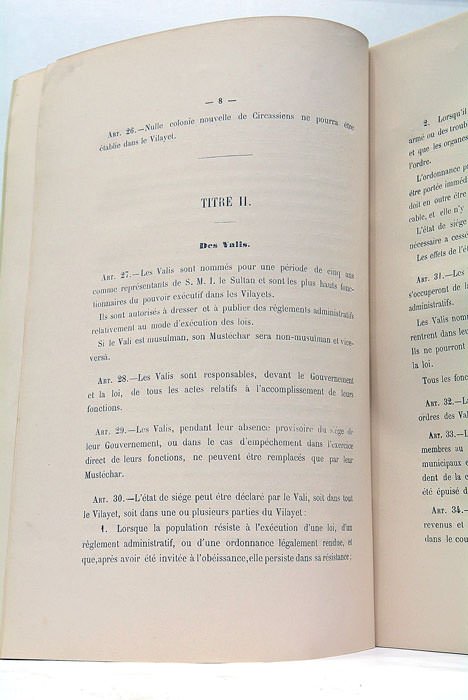 — 8 —
ART. 26.—Nulle colonie nouvelle de Circassiens ne pourra être
établie dans le Vilayet.
TITRE II.
Des Valis.
ART. 27.—Les Valis sont nommés pour une période de cinq ans
comme représentants de S. M. I. le Sultan et sont les plus hauts fonc-
tionnaires du pouvoir exécutif dans les Vilayets.
Ils sont autorisés à dresser et à publier des règlements administratifs
relativement au mode d'exécution des lois.
Si le Vali est musulman, son Mustéchar sera non-musulman et vice-
versà.
ART. 28.—Les Valis sont responsables, devant le Gouvernement
et la loi, de tous les actes relatifs à l'accomplissement de leurs
fonctions.
ART. 29.—Les Valis, pendant leur absence provisoire du siége de
leur Gouvernement, ou dans le cas d'empêchement dans l'exercice
direct de leurs fonctions, ne peuvent être remplacés que par leur
Mustéchar.
ART. 30.—L'état de siége peut être déclaré par le Vali, soit dans tout
le Vilayet, soit dans une ou plusieurs parties du Vilayet:
1. Lorsque la population résiste à l'exécution d'une loi, d'un
règlement administratif, ou d'une ordonnance légalement rendue, et
que, après avoir été invitée à l'obéissance, elle persiste dans sa résistance;
2. Lorsqu'il
armé ou des troub
et que les organes
l'ordre.
L'ordonnance p
être portée immédi
doit en outre être
cable, et elle n'y
L'état de siége
nécessaire a cessé
Les effets de l'é
ART. 31.—
s'occuperont de l
administratifs.
Les Valis nom
rentrent dans leu
Ils ne pourront
la loi.
Tous les fonc
ART. 32.—L
ordres des Val
ART. 33.—L
membres au
municipaux e
dent de la c
été épuisé d
ART. 34.—
revenus et
dans le cou